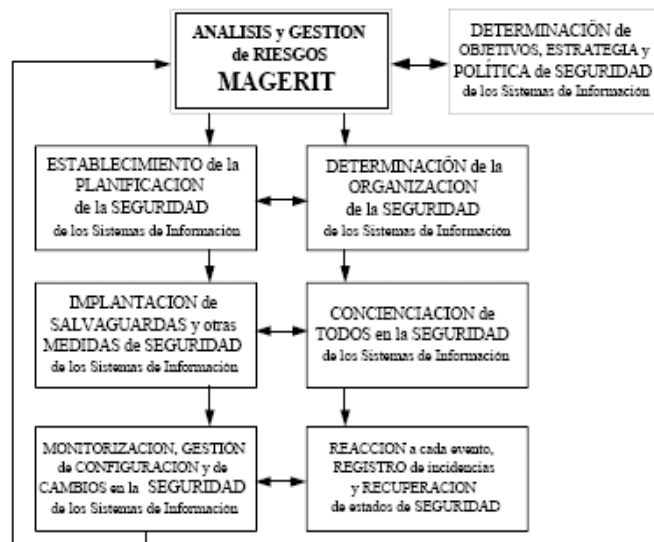 ANALISIS y GESTION
de RIESGOS
MAGERIT
DETERMINACIÓN de
OBJETIVOS, ESTRATEGIA y
POLÍTICA de SEGURIDAD
de los Sistemas de Información
ESTABLECIMIENTO de la
PLANIFICACION
de la SEGURIDAD
de los Sistemas de Información
DETERMINACIÓN de la
ORGANIZACION
de la SEGURIDAD
de los Sistemas de Información
IMPLANTACION de
SALVAGUARDAS y otras
MEDIDAS de SEGURIDAD
de los Sistemas de Información
CONCIENCIACION de
TODOS en la SEGURIDAD
de los Sistemas de Información
MONITORIZACION, GESTIÓN
de CONFIGURACION y de
CAMBIOS en la SEGURIDAD
de los Sistemas de Información
REACCION a cada evento,
REGISTRO de incidencias
y RECUPERACION
de estados de SEGURIDAD